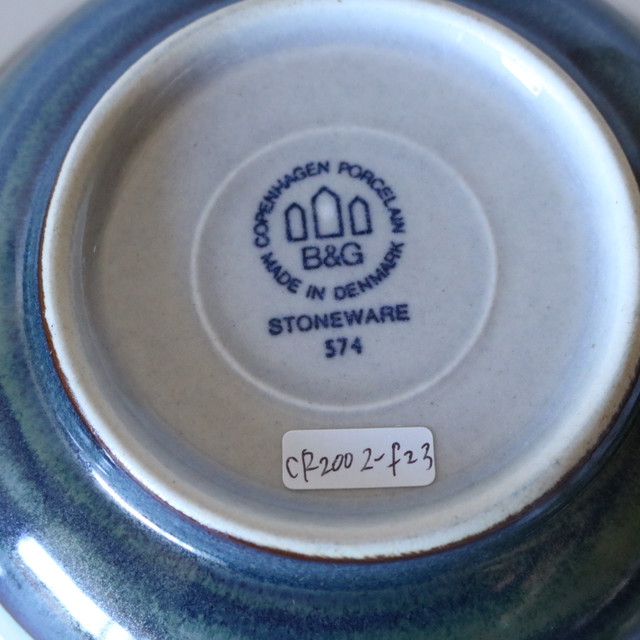 COPENHAGEN PORCELAIN
B&G
MADE IN DENMARK
STONEWARE
574
CR2002-f23